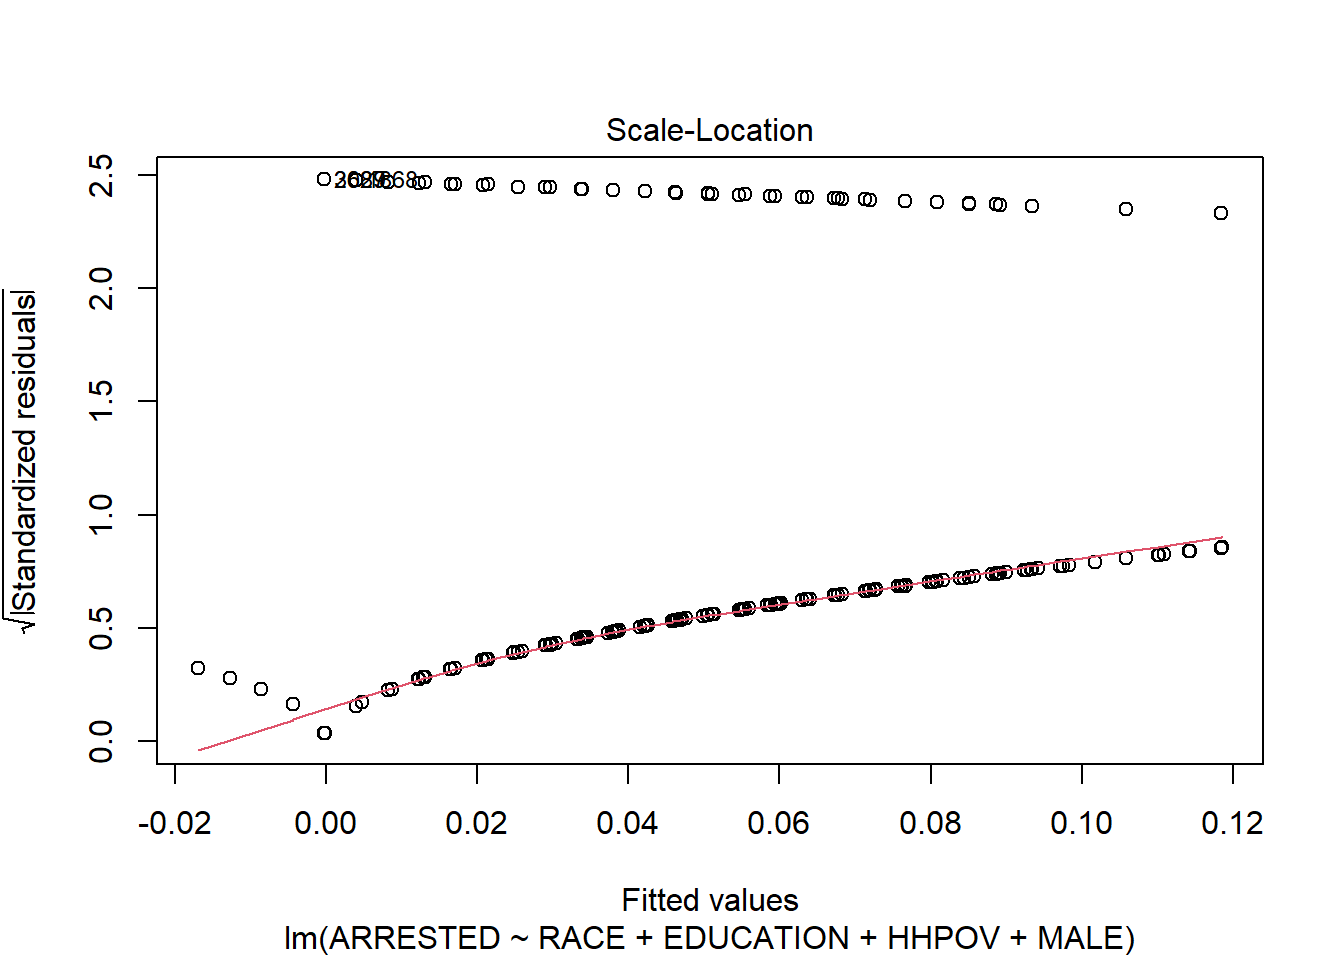 Scale-Location
√|Standardized residuals|
2.5
2.0
1.5
1.0
0.5
0.0
-0.02 0.00 0.02 0.04 0.06 0.08 0.10 0.12
Fitted values
lm(ARRESTED ~ RACE + EDUCATION + HHPOV + MALE)